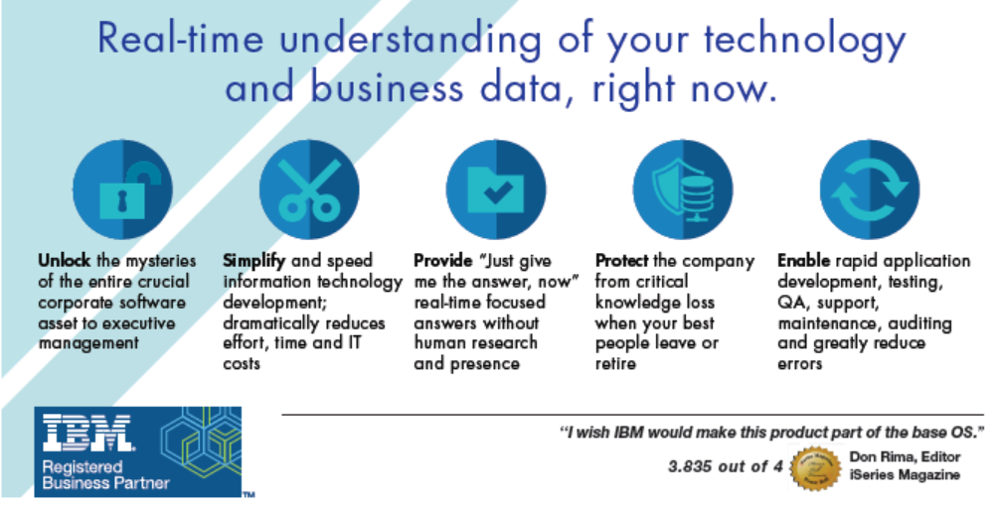 Real-time understanding of your technology
and business data, right now.
Unlock the mysteries
of the entire crucial
corporate software
asset to executive
management
Simplify and speed
information technology
development;
dramatically reduces
effort, time and IT
costs
Provide “Just give
me the answer, now”
real-time focused
answers without
human research
and presence
Protect the company
from critical
knowledge loss
when your best
people leave or
retire
Enable rapid application
development, testing,
QA, support,
maintenance, auditing
and greatly reduce
errors
IBM.
Registered
Business Partner
TM
“I wish IBM would make this product part of the base OS.”
3.835 out of 4
Don Rima, Editor
iSeries Magazine